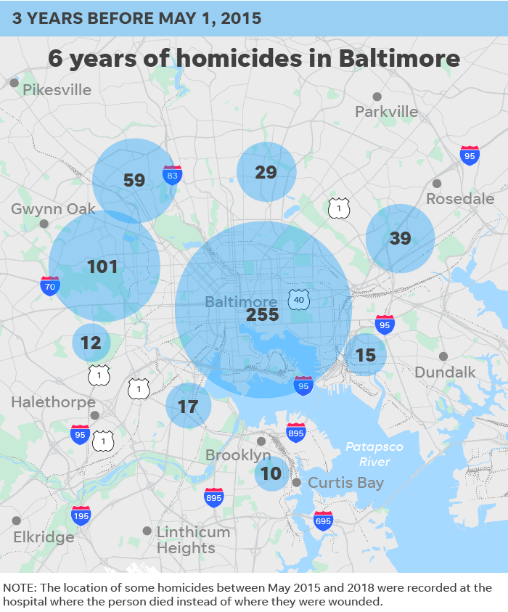 3 YEARS BEFORE MAY 1, 2015
6 years of homicides in Baltimore
Pikesville
Parkville
95
59
83
29
Rosedale
1
Gwynn Oak
39
101
70
Baltimore
40
255
95
12
15
1
Dundalk
1
95
Halethorpe
17
95
1
895
Brooklyn
Patapsco
River
10
Curtis Bay
895
195
695
Elkridge
Linthicum
Heights
NOTE: The location of some homicides between May 2015 and 2018 were recorded at the
hospital where the person died instead of where they were wounded.